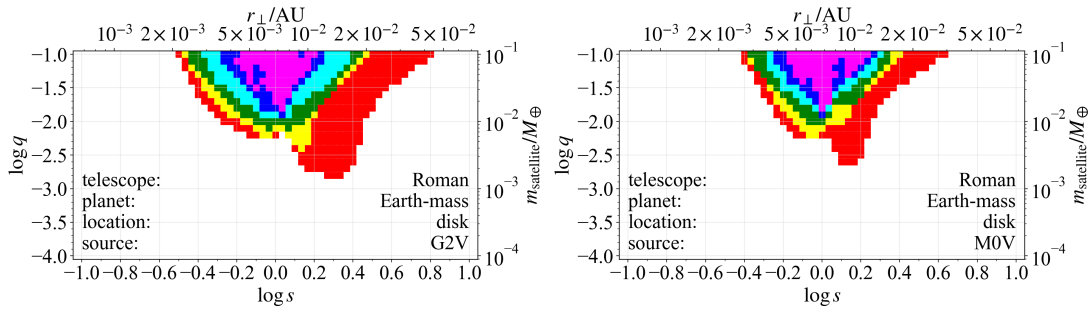 r⊥/AU
10⁻³ 2×10⁻³ 5×10⁻³ 10⁻² 2×10⁻² 5×10⁻²
−1.0
−1.5
−2.0
−2.5
−3.0
−3.5
−4.0
log q
10⁻¹
10⁻²
10⁻³
10⁻⁴
m_satellite/M⊕
telescope: Roman
planet: Earth-mass
location: disk
source: G2V
−1.0 −0.8 −0.6 −0.4 −0.2 0.0 0.2 0.4 0.6 0.8 1.0
log s
r⊥/AU
10⁻³ 2×10⁻³ 5×10⁻³ 10⁻² 2×10⁻² 5×10⁻²
−1.0
−1.5
−2.0
−2.5
−3.0
−3.5
−4.0
log q
10⁻¹
10⁻²
10⁻³
10⁻⁴
m_satellite/M⊕
telescope: Roman
planet: Earth-mass
location: disk
source: M0V
−1.0 −0.8 −0.6 −0.4 −0.2 0.0 0.2 0.4 0.6 0.8 1.0
log s